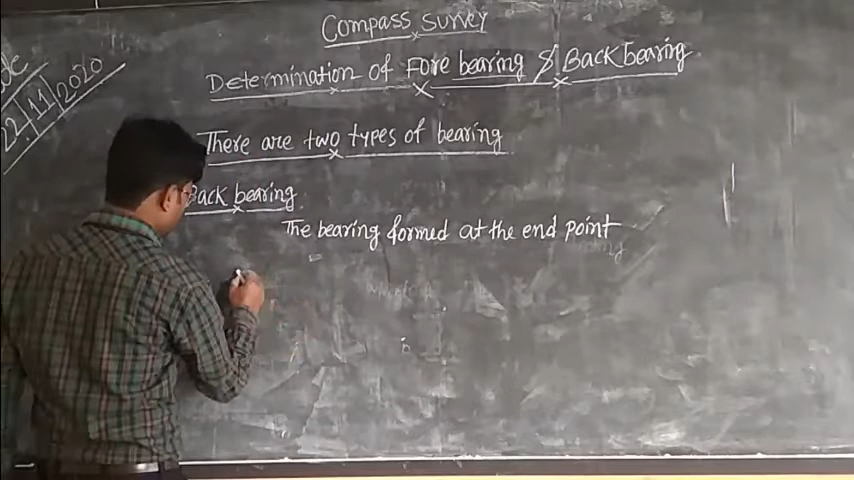 Compass survey
Determination of Fore bearing & Back bearing
22/11/2020
There are two types of bearing
Back bearing
The bearing formed at the end point